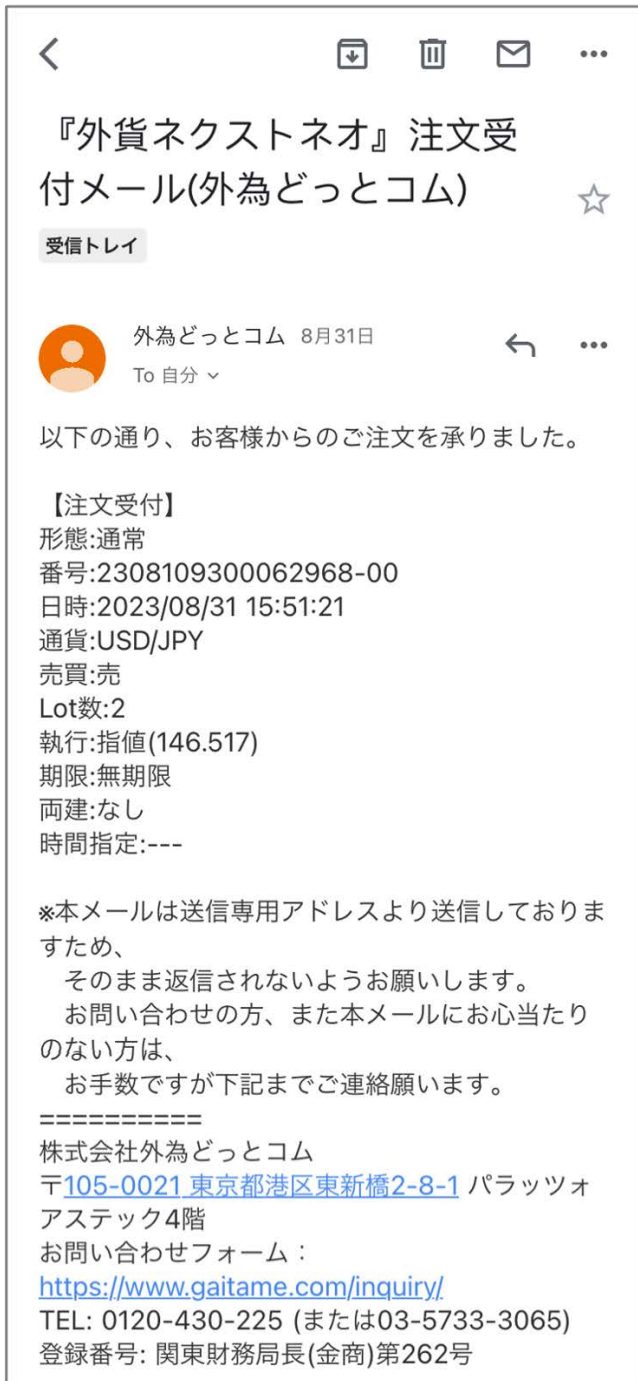 『外貨ネクストネオ』注文受
付メール(外為どっとコム)
受信トレイ
外為どっとコム 8月31日
To 自分
以下の通り、お客様からのご注文を承りました。
【注文受付】
形態:通常
番号:2308109300062968-00
日時:2023/08/31 15:51:21
通貨:USD/JPY
売買:売
Lot数:2
執行:指値(146.517)
期限:無期限
両建:なし
時間指定:---
※本メールは送信専用アドレスより送信しておりま
すため、
　そのまま返信されないようお願いします。
　お問い合わせの方、また本メールにお心当たり
のない方は、
　お手数ですが下記までご連絡願います。
==========
株式会社外為どっとコム
〒105-0021 東京都港区東新橋2-8-1 パラッツォ
アステック4階
お問い合わせフォーム：
https://www.gaitame.com/inquiry/
TEL: 0120-430-225 (または03-5733-3065)
登録番号: 関東財務局長(金商)第262号